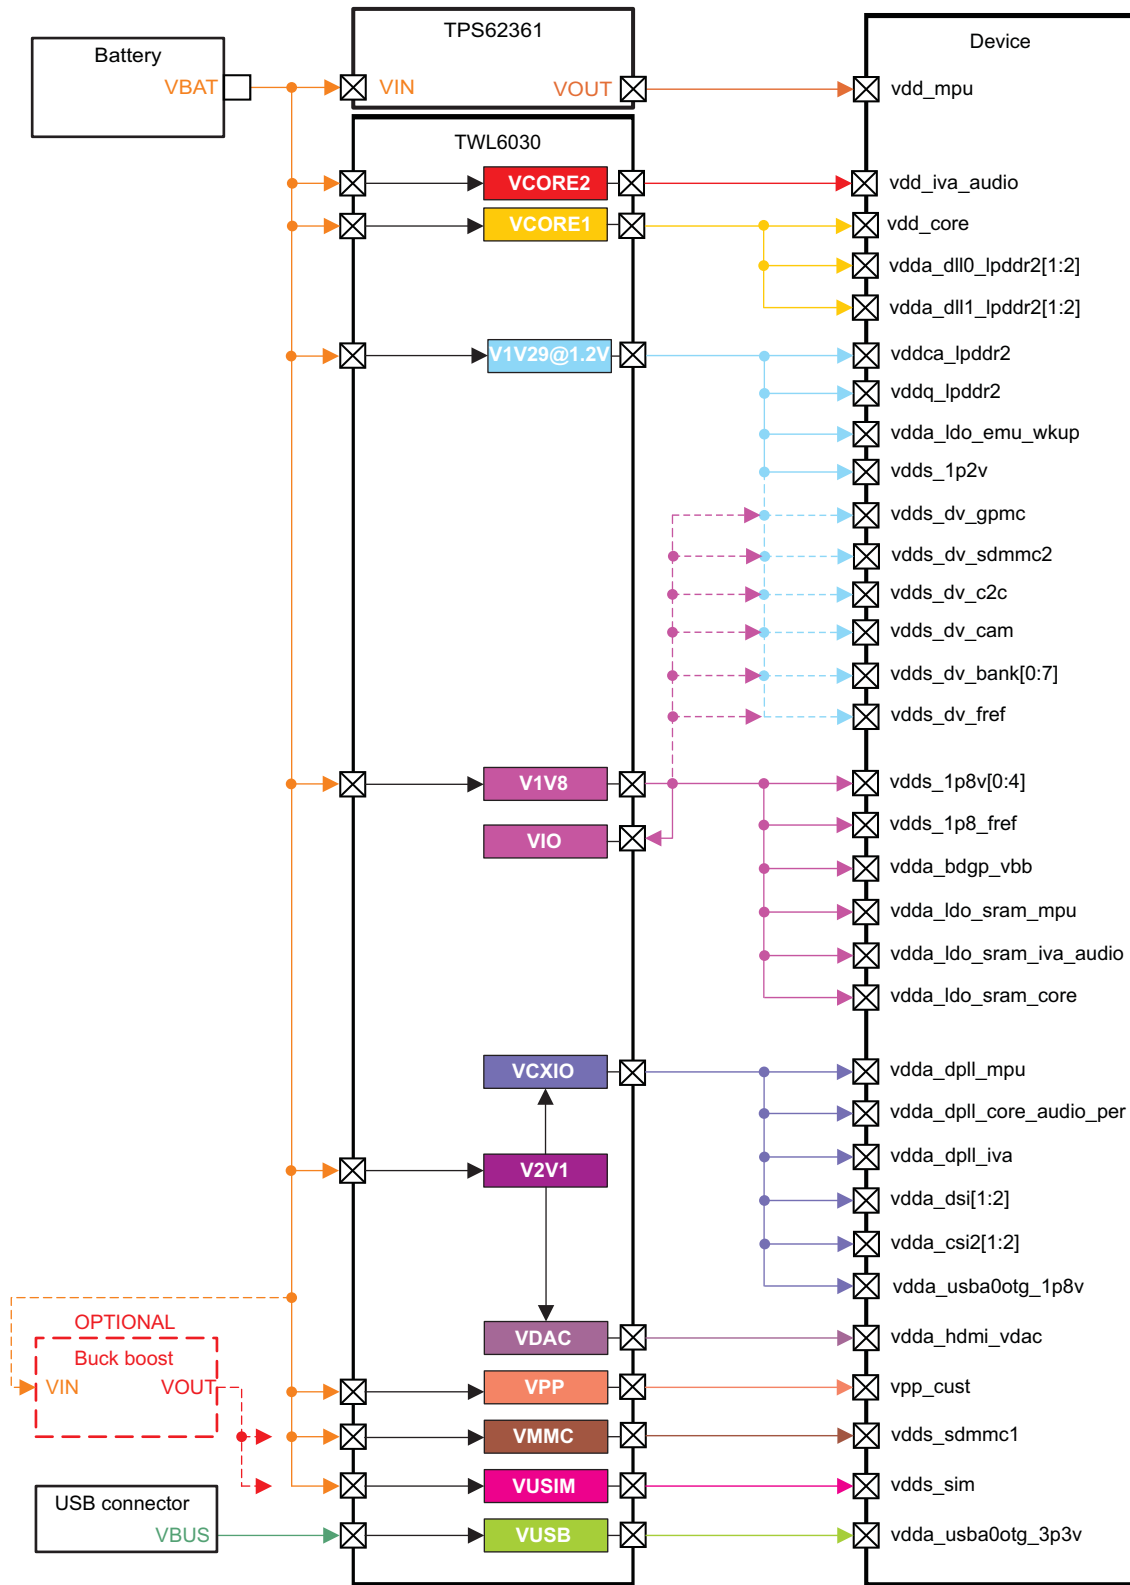 TPS62361
Battery
Device
VBAT
VIN
VOUT
vdd_mpu
TWL6030
VCORE2
vdd_iva_audio
VCORE1
vdd_core
vdda_dll0_lpddr2[1:2]
vdda_dll1_lpddr2[1:2]
V1V29@1.2V
vddca_lpddr2
vddq_lpddr2
vdda_ldo_emu_wkup
vdds_1p2v
vdds_dv_gpmc
vdds_dv_sdmmc2
vdds_dv_c2c
vdds_dv_cam
vdds_dv_bank[0:7]
vdds_dv_fref
V1V8
vdds_1p8v[0:4]
VIO
vdds_1p8_fref
vdda_bdgp_vbb
vdda_ldo_sram_mpu
vdda_ldo_sram_iva_audio
vdda_ldo_sram_core
VCXIO
vdda_dpll_mpu
vdda_dpll_core_audio_per
V2V1
vdda_dpll_iva
vdda_dsi[1:2]
vdda_csi2[1:2]
vdda_usba0otg_1p8v
OPTIONAL
VDAC
vdda_hdmi_vdac
Buck boost
VIN
VOUT
VPP
vpp_cust
VMMC
vdds_sdmmc1
VUSIM
vdds_sim
USB connector
VBUS
VUSB
vdda_usba0otg_3p3v